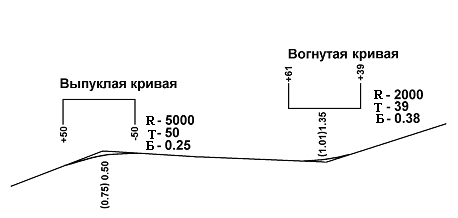 Вогнутая кривая
+61
+39
Выпуклая кривая
R - 2000
T - 39
Б - 0.38
+50
-50
R - 5000
T - 50
Б - 0.25
(1.01) 1.35
(0.75) 0.50